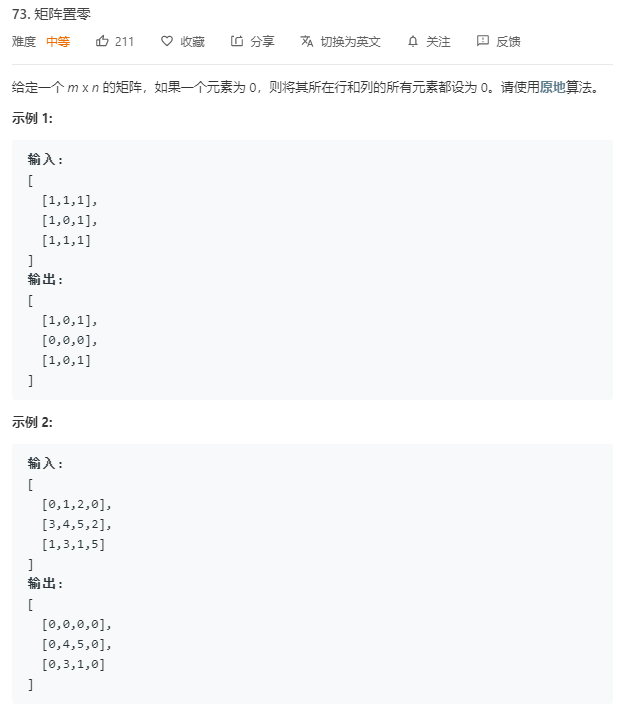 73. 矩阵置零
难度 中等 211 收藏 分享 切换为英文 关注 反馈
给定一个 m x n 的矩阵，如果一个元素为 0，则将其所在行和列的所有元素都设为 0。请使用原地算法。
示例 1:
输入:
[
[1,1,1],
[1,0,1],
[1,1,1]
]
输出:
[
[1,0,1],
[0,0,0],
[1,0,1]
]
示例 2:
输入:
[
[0,1,2,0],
[3,4,5,2],
[1,3,1,5]
]
输出:
[
[0,0,0,0],
[0,4,5,0],
[0,3,1,0]
]